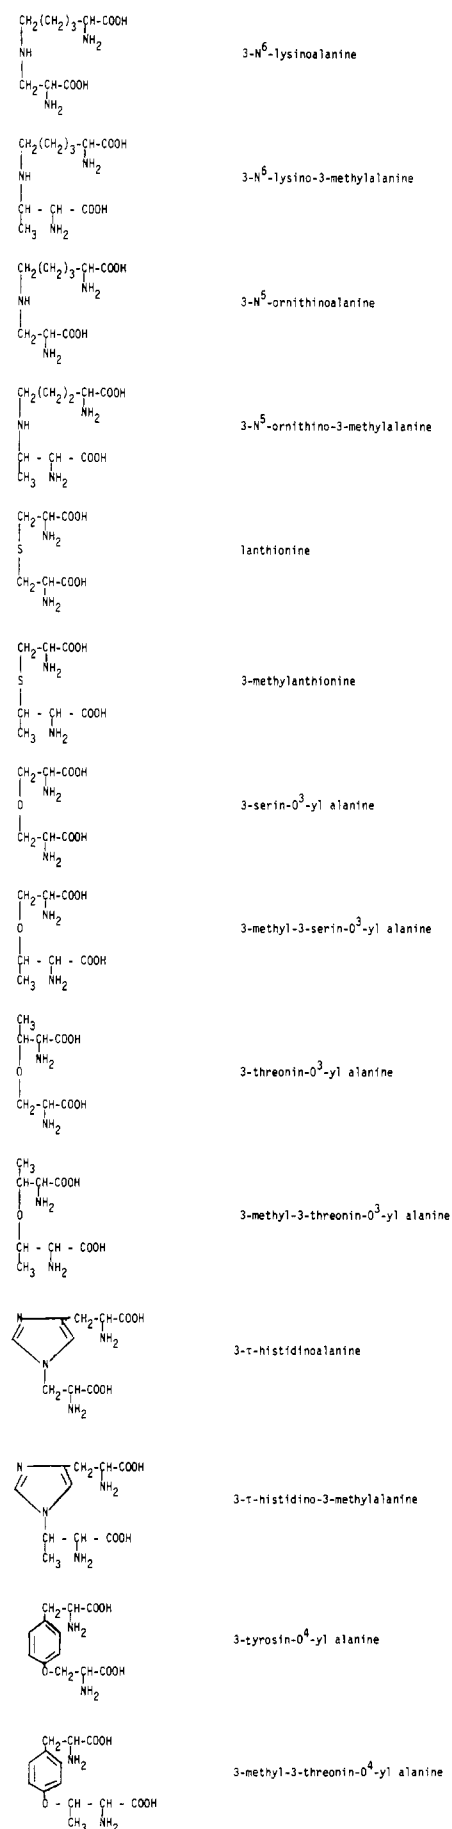 CH2(CH2)3-CH-COOH
NH2
NH
3-N6-lysinoalanine
CH2-CH-COOH
NH2
CH2(CH2)3-CH-COOH
NH2
NH
3-N6-lysino-3-methylalanine
CH - CH - COOH
CH3 NH2
CH2(CH2)3-CH-COOH
NH2
NH
3-N5-ornithinoalanine
CH2-CH-COOH
NH2
CH2(CH2)2-CH-COOH
NH2
NH
3-N5-ornithino-3-methylalanine
CH - CH - COOH
CH3 NH2
CH2-CH-COOH
NH2
S
lanthionine
CH2-CH-COOH
NH2
CH2-CH-COOH
NH2
S
3-methylanthionine
CH - CH - COOH
CH3 NH2
CH2-CH-COOH
NH2
O
3-serin-O3-yl alanine
CH2-CH-COOH
NH2
CH2-CH-COOH
NH2
O
3-methyl-3-serin-O3-yl alanine
CH - CH - COOH
CH3 NH2
CH3
CH-CH-COOH
NH2
O
3-threonin-O3-yl alanine
CH2-CH-COOH
NH2
CH3
CH-CH-COOH
NH2
O
3-methyl-3-threonin-O3-yl alanine
CH - CH - COOH
CH3 NH2
N CH2-CH-COOH
NH2
3-τ-histidinoalanine
N
CH2-CH-COOH
NH2
N CH2-CH-COOH
NH2
3-τ-histidino-3-methylalanine
N
CH - CH - COOH
CH3 NH2
CH2-CH-COOH
NH2
3-tyrosin-O4-yl alanine
O-CH2-CH-COOH
NH2
CH2-CH-COOH
NH2
3-methyl-3-threonin-O4-yl alanine
O - CH - CH - COOH
CH3 NH2